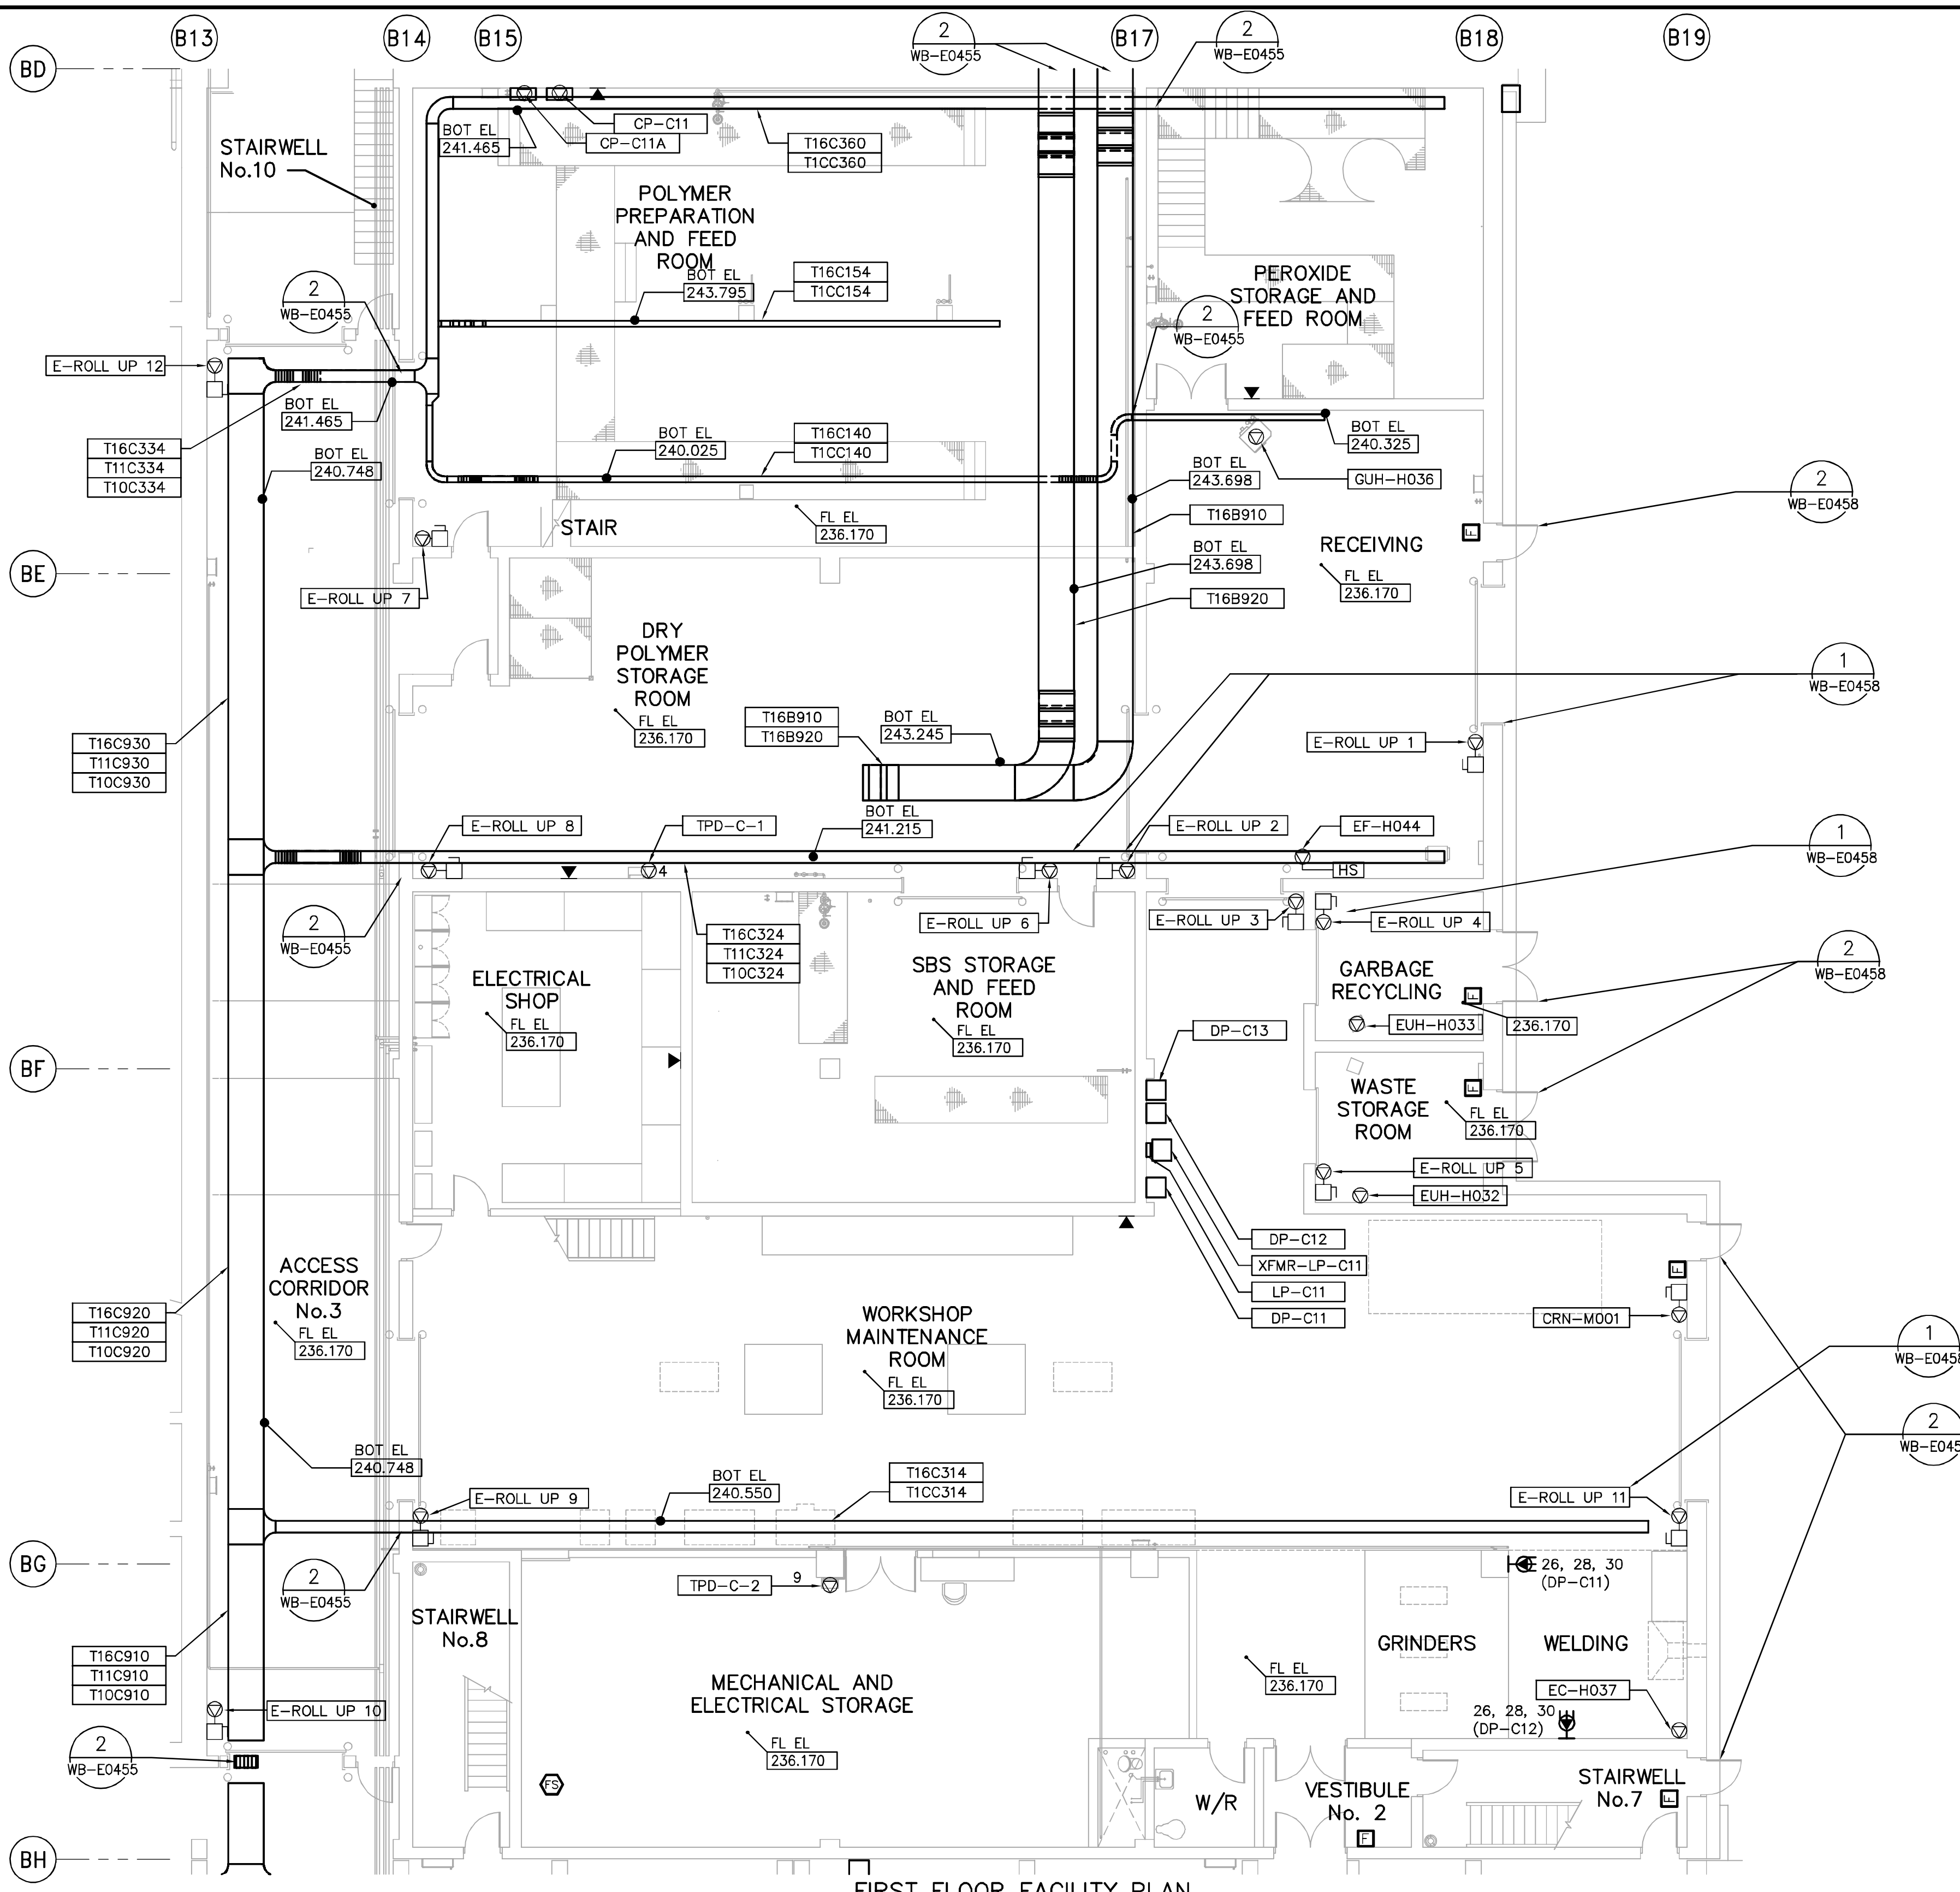 B13
B14
B15
2
WB-E0455
B17
2
WB-E0455
B18
B19
BD
STAIRWELL
No.10
BOT EL
241.465
CP-C11
CP-C11A
T16C360
T1CC360
POLYMER
PREPARATION
AND FEED
ROOM
BOT EL
243.795
T16C154
T1CC154
2
WB-E0455
PEROXIDE
STORAGE AND
FEED ROOM
2
WB-E0455
E-ROLL UP 12
BOT EL
241.465
T16C334
T11C334
T10C334
BOT EL
240.748
BOT EL
240.025
T16C140
T1CC140
BOT EL
240.325
GUH-H036
BOT EL
243.698
T16B910
2
WB-E0458
STAIR
FL EL
236.170
RECEIVING
FL EL
236.170
F
BOT EL
243.698
T16B920
BE
E-ROLL UP 7
DRY
POLYMER
STORAGE
ROOM
FL EL
236.170
T16B910
T16B920
BOT EL
243.245
1
WB-E0458
E-ROLL UP 1
T16C930
T11C930
T10C930
BOT EL
241.215
E-ROLL UP 8
TPD-C-1
4
E-ROLL UP 2
EF-H044
HS
1
WB-E0458
2
WB-E0455
T16C324
T11C324
T10C324
E-ROLL UP 6
E-ROLL UP 3
E-ROLL UP 4
2
WB-E0458
ELECTRICAL
SHOP
FL EL
236.170
SBS STORAGE
AND FEED
ROOM
FL EL
236.170
GARBAGE
RECYCLING
F
236.170
EUH-H033
DP-C13
BF
WASTE
STORAGE
ROOM
F
FL EL
236.170
E-ROLL UP 5
EUH-H032
DP-C12
XFMR-LP-C11
LP-C11
DP-C11
ACCESS
CORRIDOR
No.3
FL EL
236.170
T16C920
T11C920
T10C920
WORKSHOP
MAINTENANCE
ROOM
FL EL
236.170
F
CRN-M001
1
WB-E0458
2
WB-E045
BOT EL
240.748
BOT EL
240.550
T16C314
T1CC314
E-ROLL UP 9
E-ROLL UP 11
BG
2
WB-E0455
TPD-C-2
9
26, 28, 30
(DP-C11)
STAIRWELL
No.8
GRINDERS
WELDING
T16C910
T11C910
T10C910
E-ROLL UP 10
MECHANICAL AND
ELECTRICAL STORAGE
FL EL
236.170
FL EL
236.170
EC-H037
26, 28, 30
(DP-C12)
2
WB-E0455
FS
W/R
VESTIBULE
No. 2
F
STAIRWELL
No.7
F
BH
FIRST FLOOR FACILITY PLAN